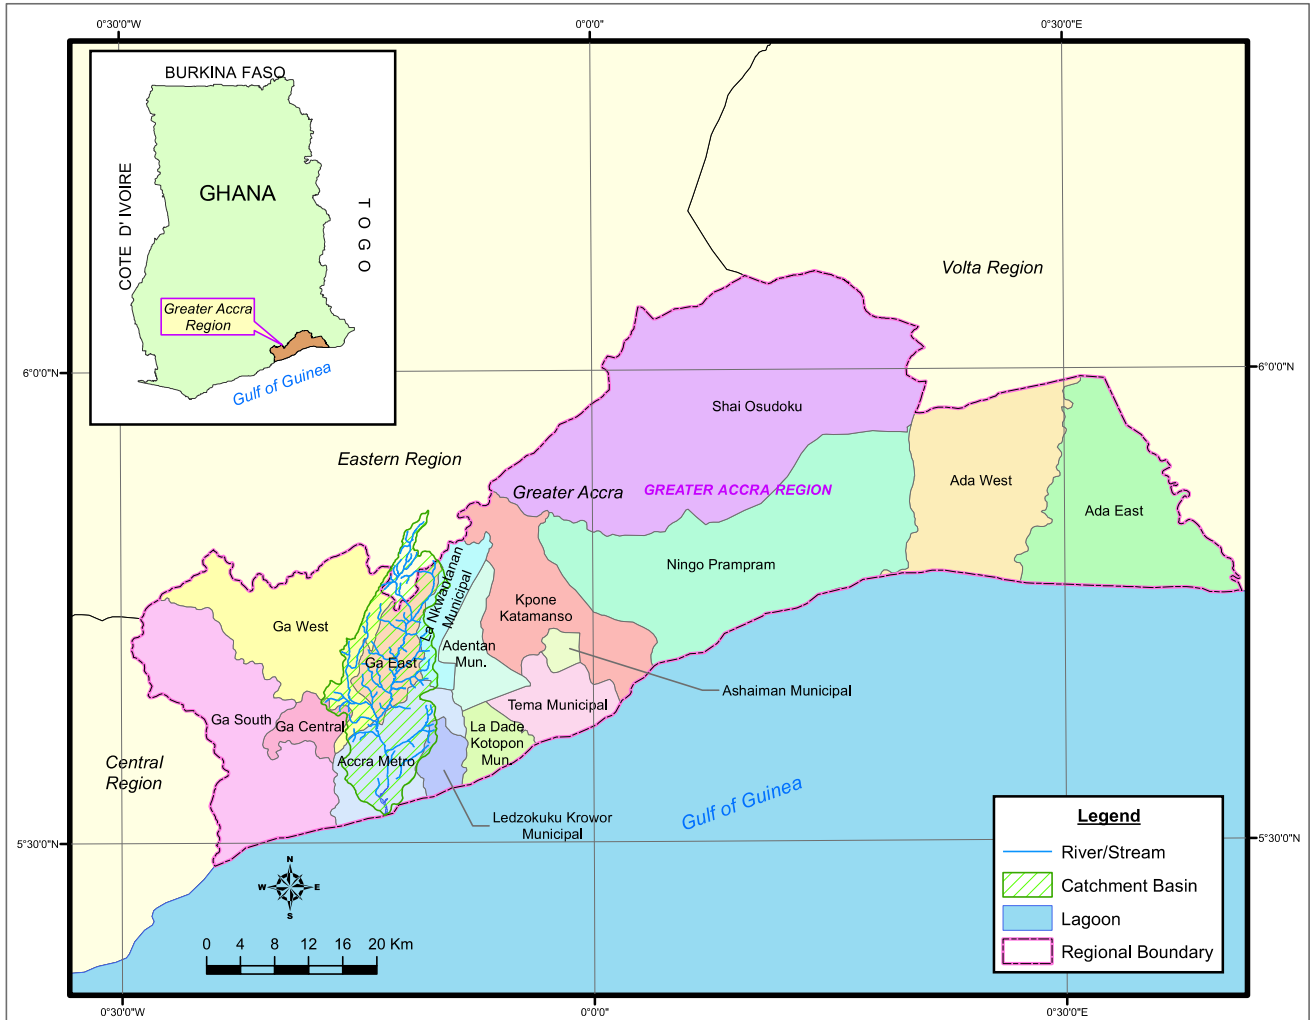 0°30'0"W
0°0'0"
0°30'0"E
BURKINA FASO
COTE D' IVOIRE
GHANA
TOGO
Greater Accra
Region
Gulf of Guinea
Volta Region
6°0'0"N
6°0'0"N
Shai Osudoku
Eastern Region
Greater Accra
GREATER ACCRA REGION
Ada West
Ada East
Ningo Prampram
La Nkwantanan
Municipal
Kpone
Katamanso
Ga West
Adentan
Mun.
Ga East
Ashaiman Municipal
Tema Municipal
Ga South
Ga Central
La Dade
Kotopon
Mun.
Accra Metro
Central
Region
Ledzokuku Krowor
Municipal
Gulf of Guinea
5°30'0"N
5°30'0"N
N
W
E
S
0 4 8 12 16 20 Km
Legend
River/Stream
Catchment Basin
Lagoon
Regional Boundary
0°30'0"W
0°0'0"
0°30'0"E